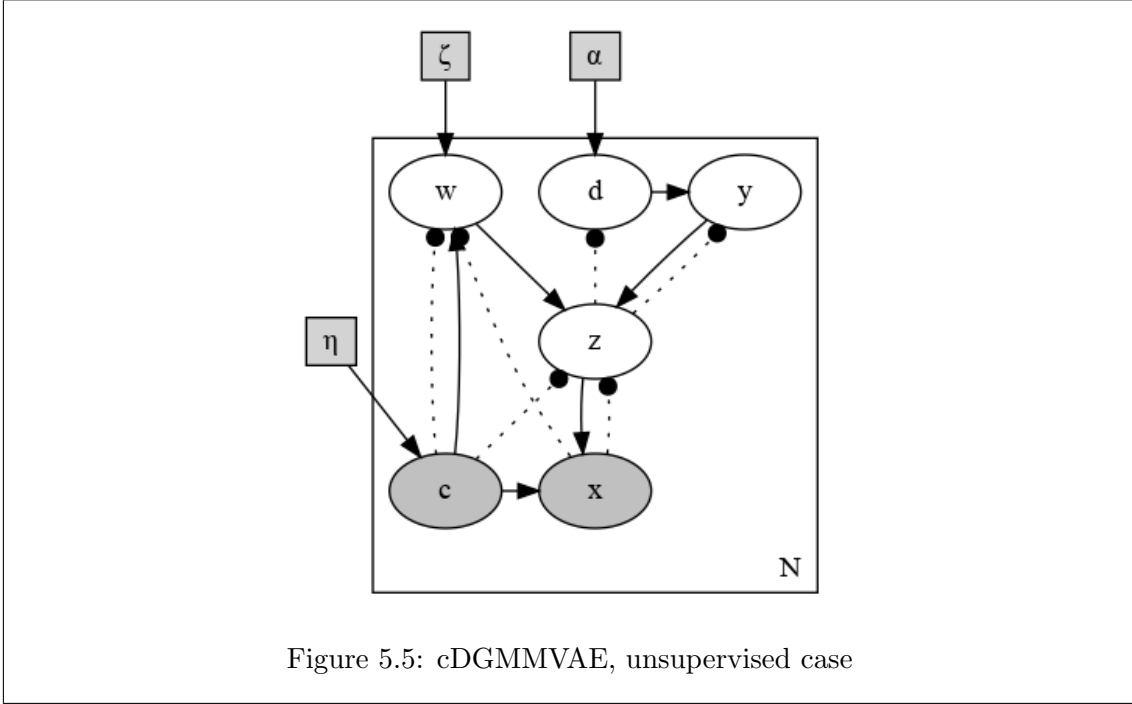 ζ
α
w
d
y
η
z
c
x
N
Figure 5.5: cDGMMVAE, unsupervised case